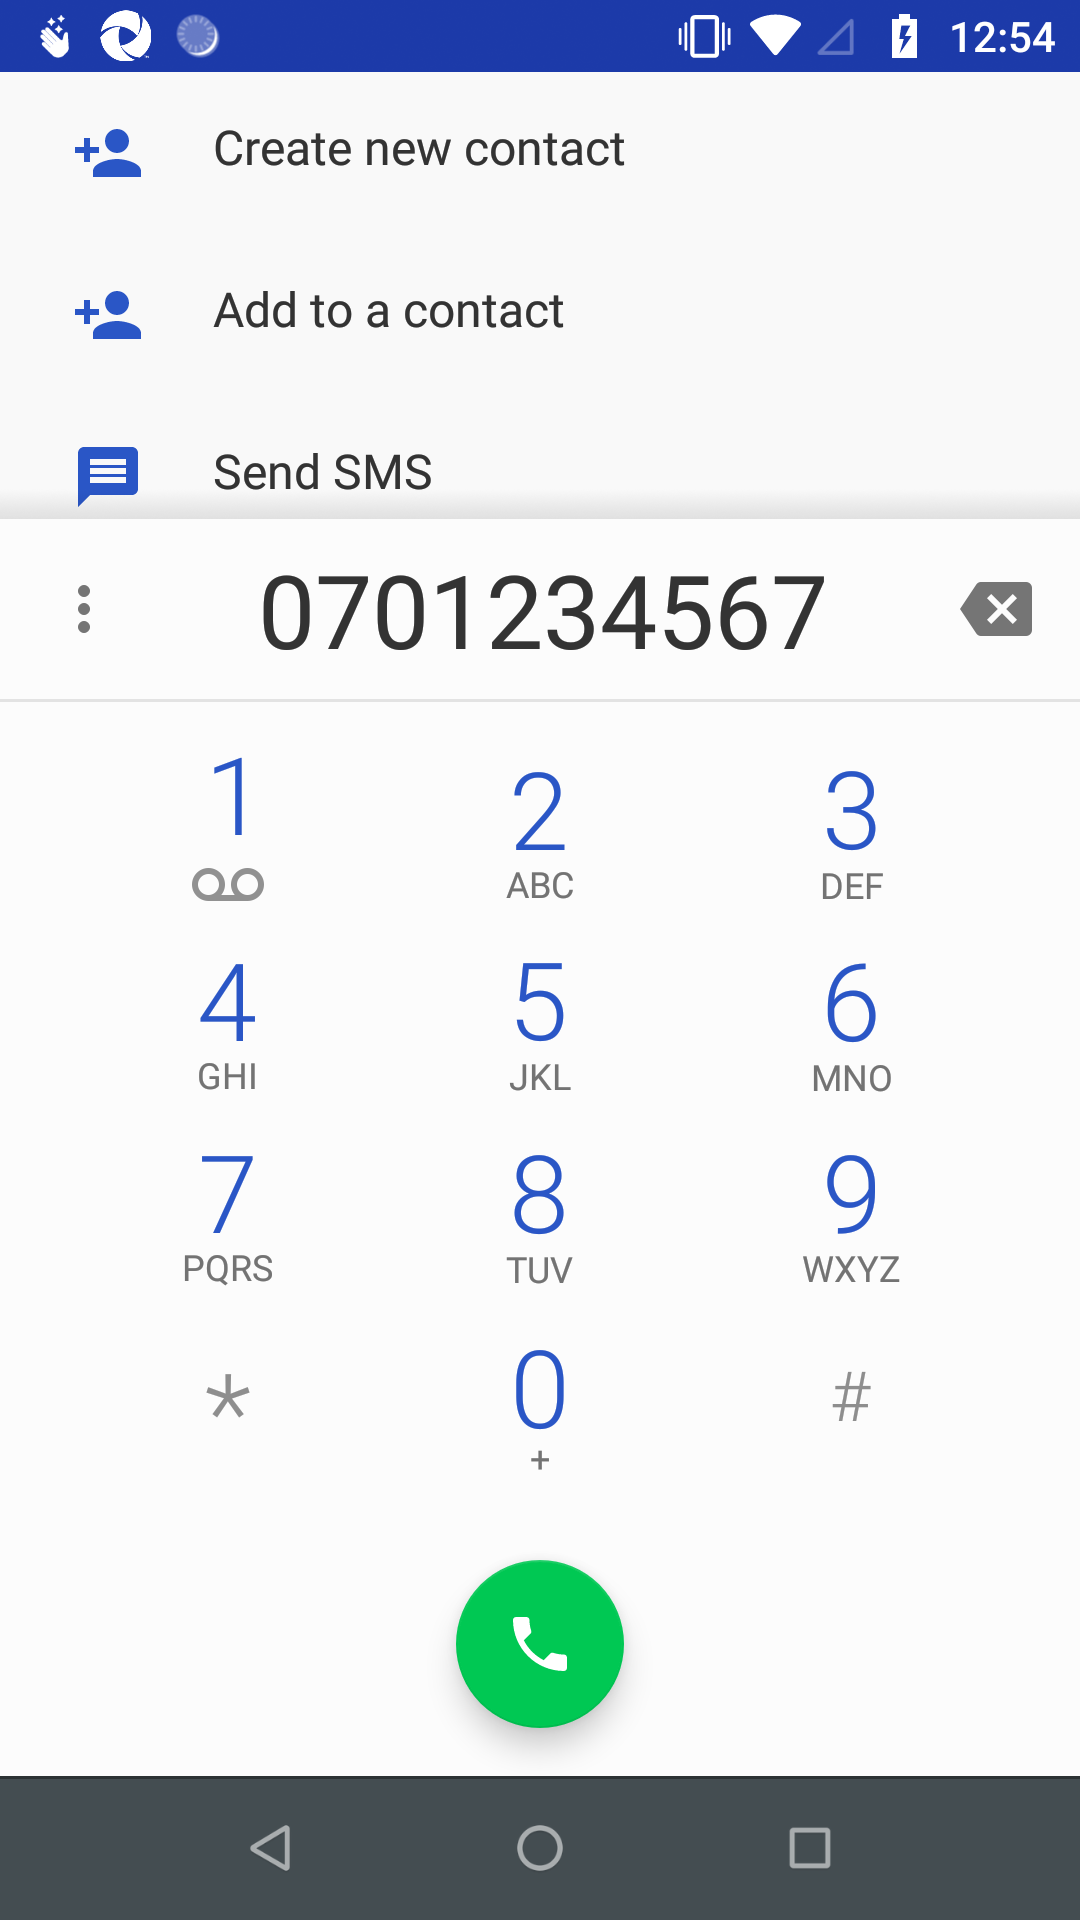 12:54
Create new contact
Add to a contact
Send SMS
0701234567
1 2 3
ABC DEF
4 5 6
GHI JKL MNO
7 8 9
PQRS TUV WXYZ
* 0 #
+